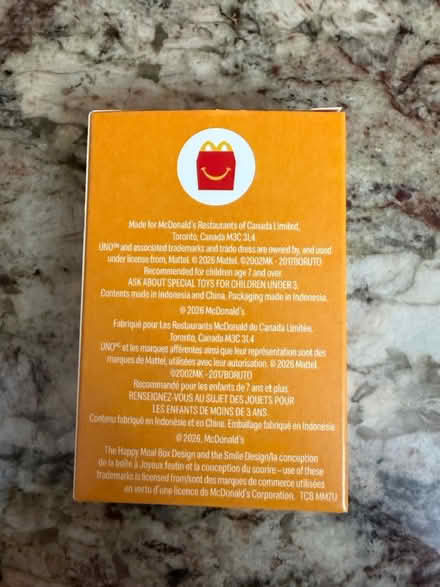 Made for McDonald's Restaurants of Canada Limited,
Toronto, Canada M3C 3L4
UNO™ and associated trademarks and trade dress are owned by, and used
under license from, Mattel. © 2026 Mattel. ©2002MK - 2017BORUTO
Recommended for children age 7 and over
ASK ABOUT SPECIAL TOYS FOR CHILDREN UNDER 3.
Contents made in Indonesia and China. Packaging made in Indonesia.
© 2026 McDonald's
Fabriqué pour Les Restaurants McDonald du Canada Limitée.
Toronto, Canada M3C 3L4
UNO MC et les marques afférentes ainsi que leur représentation sont des
marques de Mattel, utilisées avec leur autorisation. © 2026 Mattel.
©2002MK - 2017BORUTO
Recommandé pour les enfants de 7 ans et plus.
RENSEIGNEZ-VOUS AU SUJET DES JOUETS POUR
LES ENFANTS DE MOINS DE 3 ANS.
Contenu fabriqué en Indonésie et en Chine. Emballage fabriqué en Indonésie
© 2026, McDonald's
The Happy Meal Box Design and the Smile Design/la conception
de la boîte à Joyeux festin et la conception du sourire – use of these
trademarks is licensed from/sont des marques de commerce utilisées
en vertu d'une licence de McDonald's Corporation. TCB MM7U